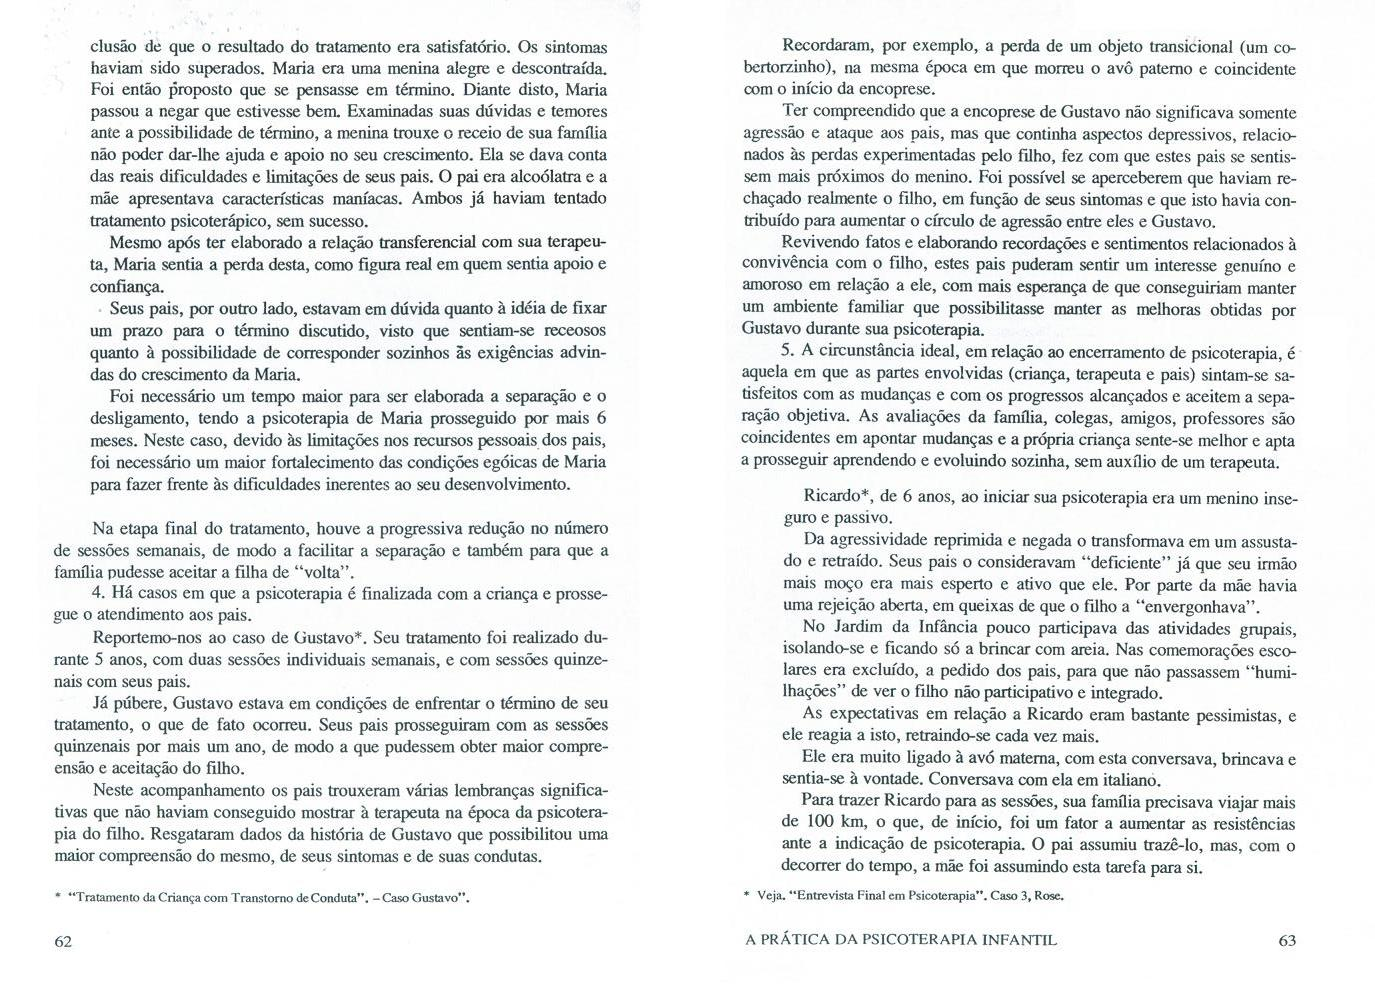 clusão de que o resultado do tratamento era satisfatório. Os sintomas
haviam sido superados. Maria era uma menina alegre e descontraída.
Foi então proposto que se pensasse em término. Diante disto, Maria
passou a negar que estivesse bem. Examinadas suas dúvidas e temores
ante a possibilidade de término, a menina trouxe o receio de sua família
não poder dar-lhe ajuda e apoio no seu crescimento. Ela se dava conta
das reais dificuldades e limitações de seus pais. O pai era alcoólatra e a
mãe apresentava características maníacas. Ambos já haviam tentado
tratamento psicoterápico, sem sucesso.
Mesmo após ter elaborado a relação transferencial com sua terapeu-
ta, Maria sentia a perda desta, como figura real em quem sentia apoio e
confiança.
Seus pais, por outro lado, estavam em dúvida quanto à idéia de fixar
um prazo para o término discutido, visto que sentiam-se receosos
quanto à possibilidade de corresponder sozinhos às exigências advin-
das do crescimento da Maria.
Foi necessário um tempo maior para ser elaborada a separação e o
desligamento, tendo a psicoterapia de Maria prosseguido por mais 6
meses. Neste caso, devido às limitações nos recursos pessoais dos pais,
foi necessário um maior fortalecimento das condições egóicas de Maria
para fazer frente às dificuldades inerentes ao seu desenvolvimento.
Na etapa final do tratamento, houve a progressiva redução no número
de sessões semanais, de modo a facilitar a separação e também para que a
família pudesse aceitar a filha de “volta”.
4. Há casos em que a psicoterapia é finalizada com a criança e prosse-
gue o atendimento aos pais.
Reportemo-nos ao caso de Gustavo*. Seu tratamento foi realizado du-
rante 5 anos, com duas sessões individuais semanais, e com sessões quinze-
nais com seus pais.
Já púbere, Gustavo estava em condições de enfrentar o término de seu
tratamento, o que de fato ocorreu. Seus pais prosseguiram com as sessões
quinzenais por mais um ano, de modo a que pudessem obter maior compre-
ensão e aceitação do filho.
Neste acompanhamento os pais trouxeram várias lembranças significa-
tivas que não haviam conseguido mostrar à terapeuta na época da psicotera-
pia do filho. Resgataram dados da história de Gustavo que possibilitou uma
maior compreensão do mesmo, de seus sintomas e de suas condutas.
* “Tratamento da Criança com Transtorno de Conduta”. – Caso Gustavo”.
62
Recordaram, por exemplo, a perda de um objeto transicional (um co-
bertorzinho), na mesma época em que morreu o avô paterno e coincidente
com o início da encoprese.
Ter compreendido que a encoprese de Gustavo não significava somente
agressão e ataque aos pais, mas que continha aspectos depressivos, relacio-
nados às perdas experimentadas pelo filho, fez com que estes pais se sentis-
sem mais próximos do menino. Foi possível se aperceberem que haviam re-
chaçado realmente o filho, em função de seus sintomas e que isto havia con-
tribuído para aumentar o círculo de agressão entre eles e Gustavo.
Revivendo fatos e elaborando recordações e sentimentos relacionados à
convivência com o filho, estes pais puderam sentir um interesse genuíno e
amoroso em relação a ele, com mais esperança de que conseguiriam manter
um ambiente familiar que possibilitasse manter as melhoras obtidas por
Gustavo durante sua psicoterapia.
5. A circunstância ideal, em relação ao encerramento de psicoterapia, é
aquela em que as partes envolvidas (criança, terapeuta e pais) sintam-se sa-
tisfeitos com as mudanças e com os progressos alcançados e aceitem a sepa-
ração objetiva. As avaliações da família, colegas, amigos, professores são
coincidentes em apontar mudanças e a própria criança sente-se melhor e apta
a prosseguir aprendendo e evoluindo sozinha, sem auxílio de um terapeuta.
Ricardo*, de 6 anos, ao iniciar sua psicoterapia era um menino inse-
guro e passivo.
Da agressividade reprimida e negada o transformava em um assusta-
do e retraído. Seus pais o consideravam “deficiente” já que seu irmão
mais moço era mais esperto e ativo que ele. Por parte da mãe havia
uma rejeição aberta, em queixas de que o filho a “envergonhava”.
No Jardim da Infância pouco participava das atividades grupais,
isolando-se e ficando só a brincar com areia. Nas comemorações esco-
lares era excluído, a pedido dos pais, para que não passassem “humi-
lhações” de ver o filho não participativo e integrado.
As expectativas em relação a Ricardo eram bastante pessimistas, e
ele reagia a isto, retraindo-se cada vez mais.
Ele era muito ligado à avó materna, com esta conversava, brincava e
sentia-se à vontade. Conversava com ela em italiano.
Para trazer Ricardo para as sessões, sua família precisava viajar mais
de 100 km, o que, de início, foi um fator a aumentar as resistências
ante a indicação de psicoterapia. O pai assumiu trazê-lo, mas, com o
decorrer do tempo, a mãe foi assumindo esta tarefa para si.
* Veja. “Entrevista Final em Psicoterapia”. Caso 3, Rose.
A PRÁTICA DA PSICOTERAPIA INFANTIL 63